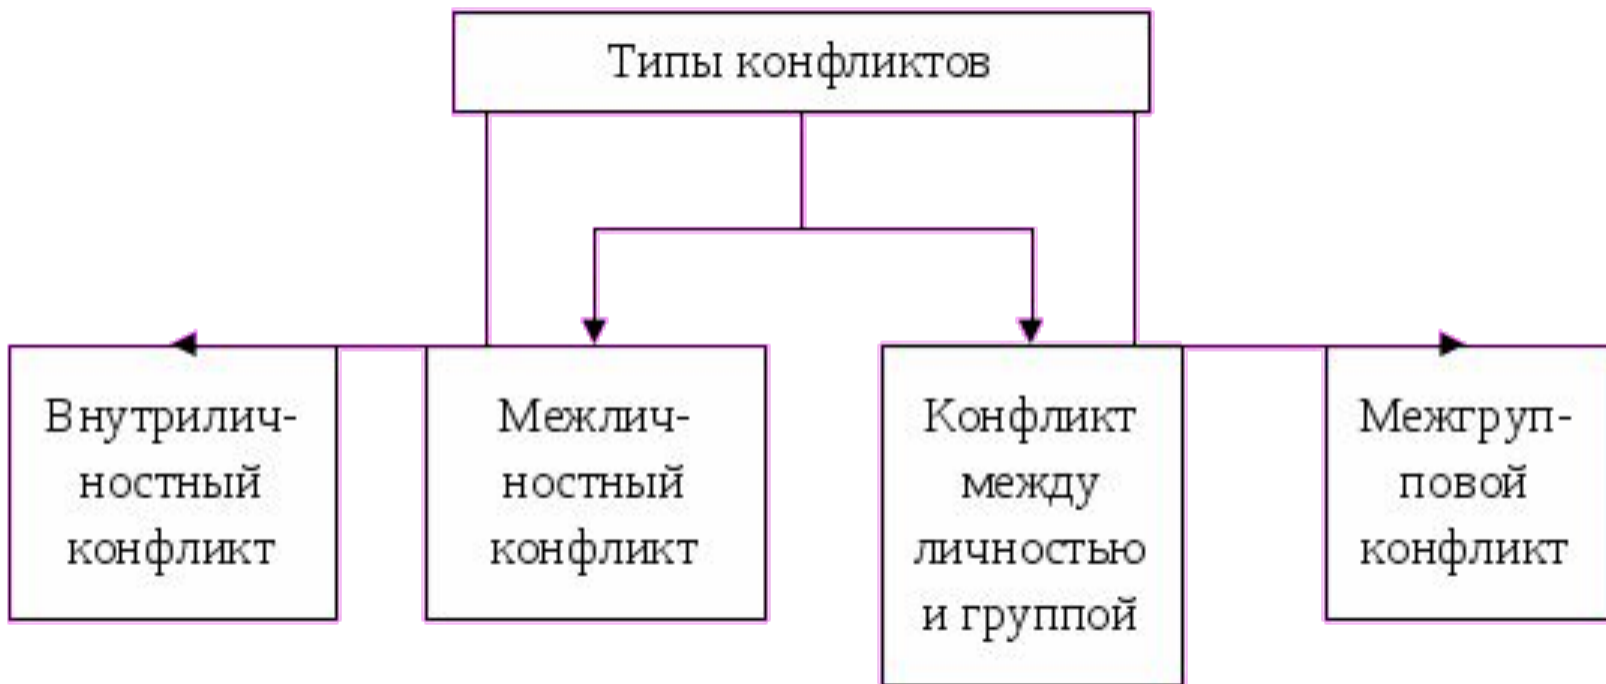 Типы конфликтов
Внутрилич-
ностный
конфликт
Межлич-
ностный
конфликт
Конфликт
между
личностью
и группой
Межгруп-
повой
конфликт